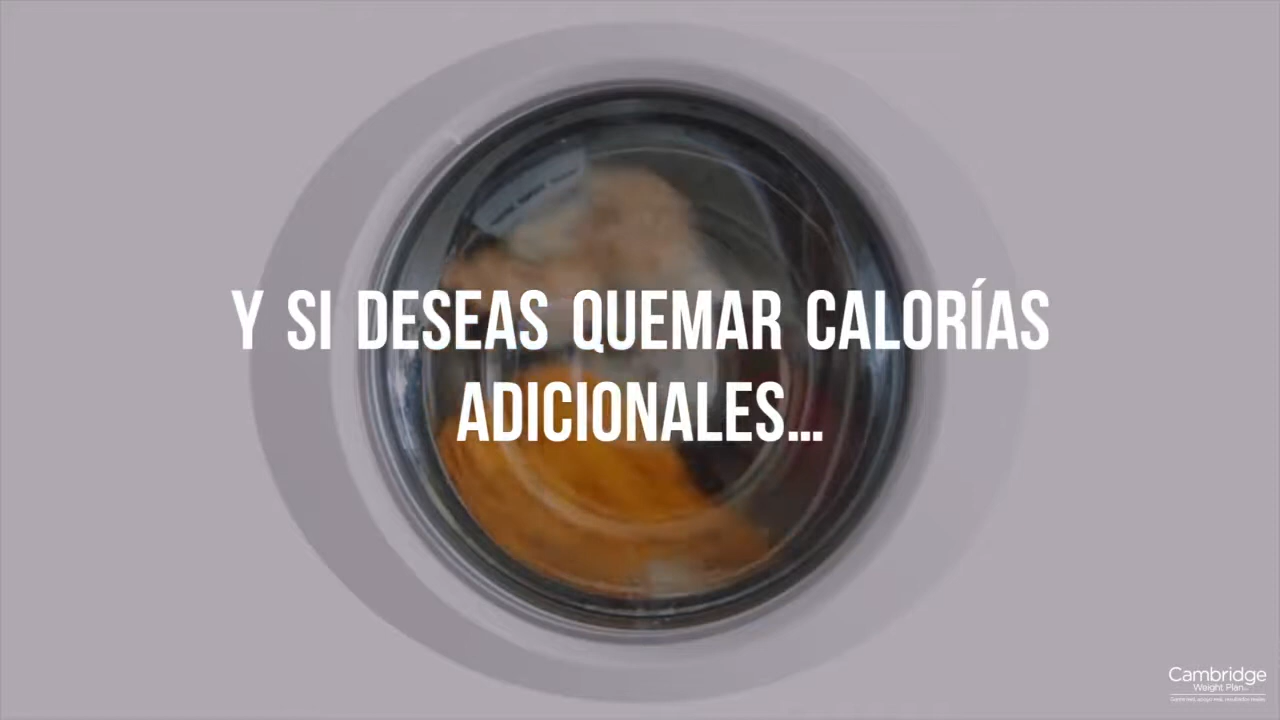 Y SI DESEAS QUEMAR CALORÍAS
ADICIONALES...
Cambridge
Weight Plan